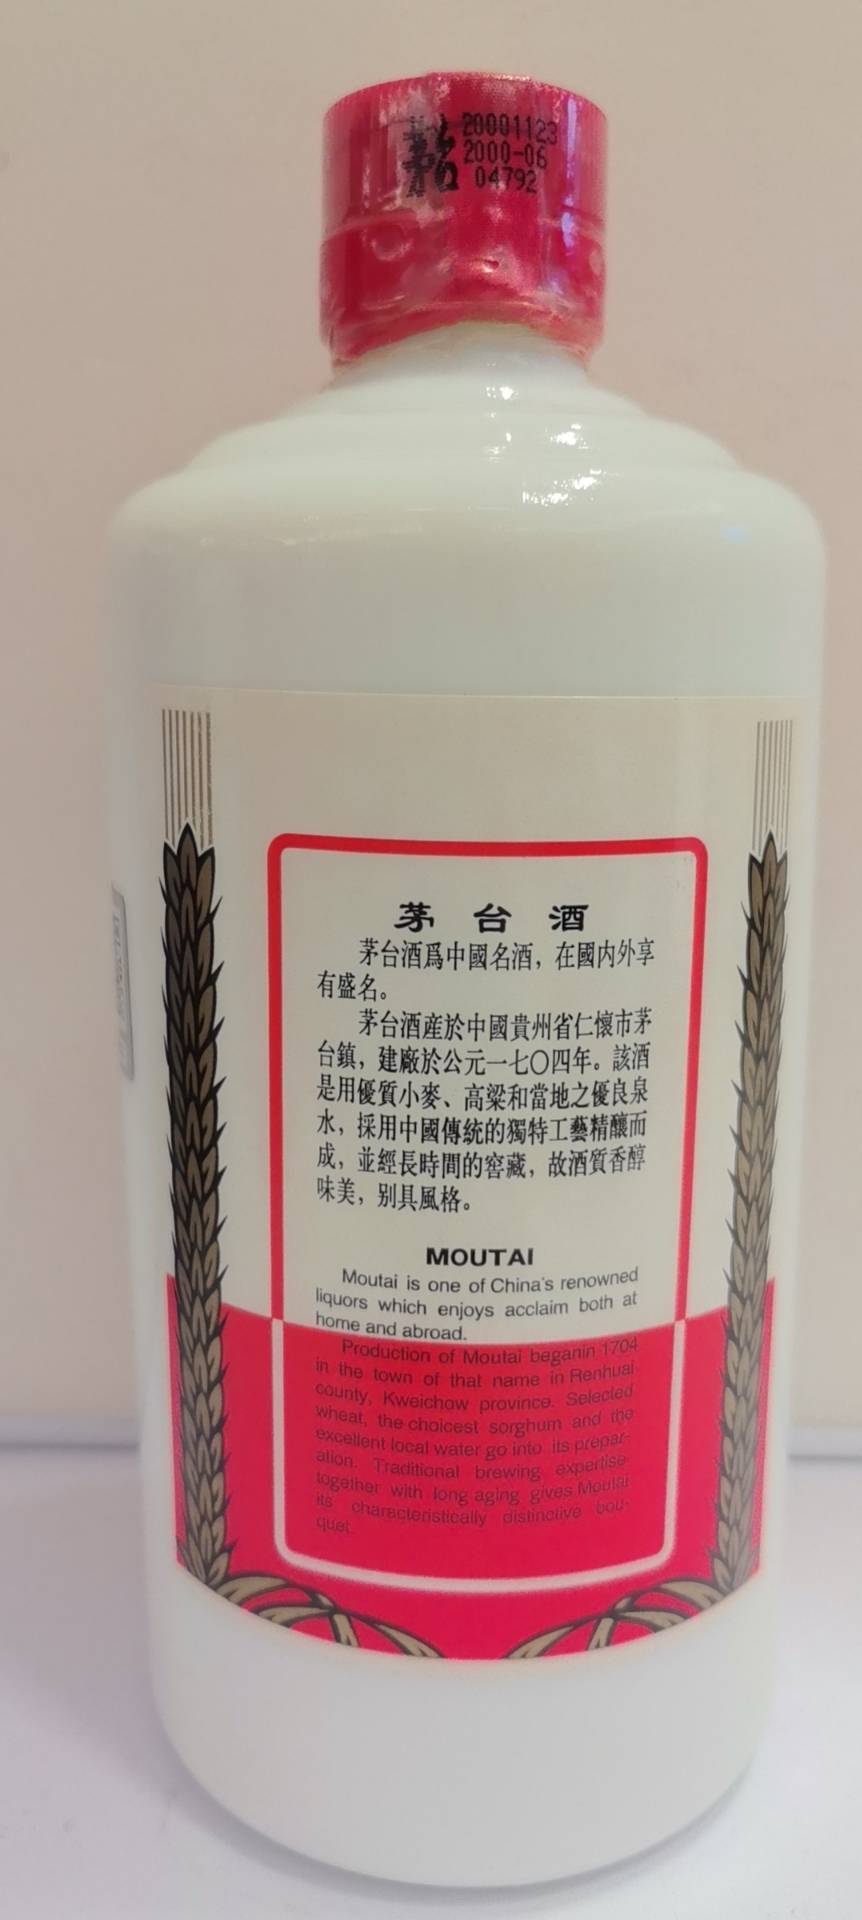 茅 20001123
台 2000-06
04792
茅台酒
茅台酒爲中國名酒，在國内外享
有盛名。
茅台酒産於中國貴州省仁懷市茅
台鎮，建廠於公元一七〇四年。該酒
是用優質小麥、高粱和當地之優良泉
水，採用中國傳統的獨特工藝精釀而
成，並經長時間的窖藏，故酒質香醇
味美，别具風格。
MOUTAI
Moutai is one of China's renowned
liquors which enjoys acclaim both at
home and abroad.
Production of Moutai beganin 1704
in the town of that name in Renhuai
county, Kweichow province. Selected
wheat, the choicest sorghum and the
excellent local water go into its prepar-
ation. Traditional brewing expertise
together with long aging gives Moutai
its characteristically distinctive bou-
quet.